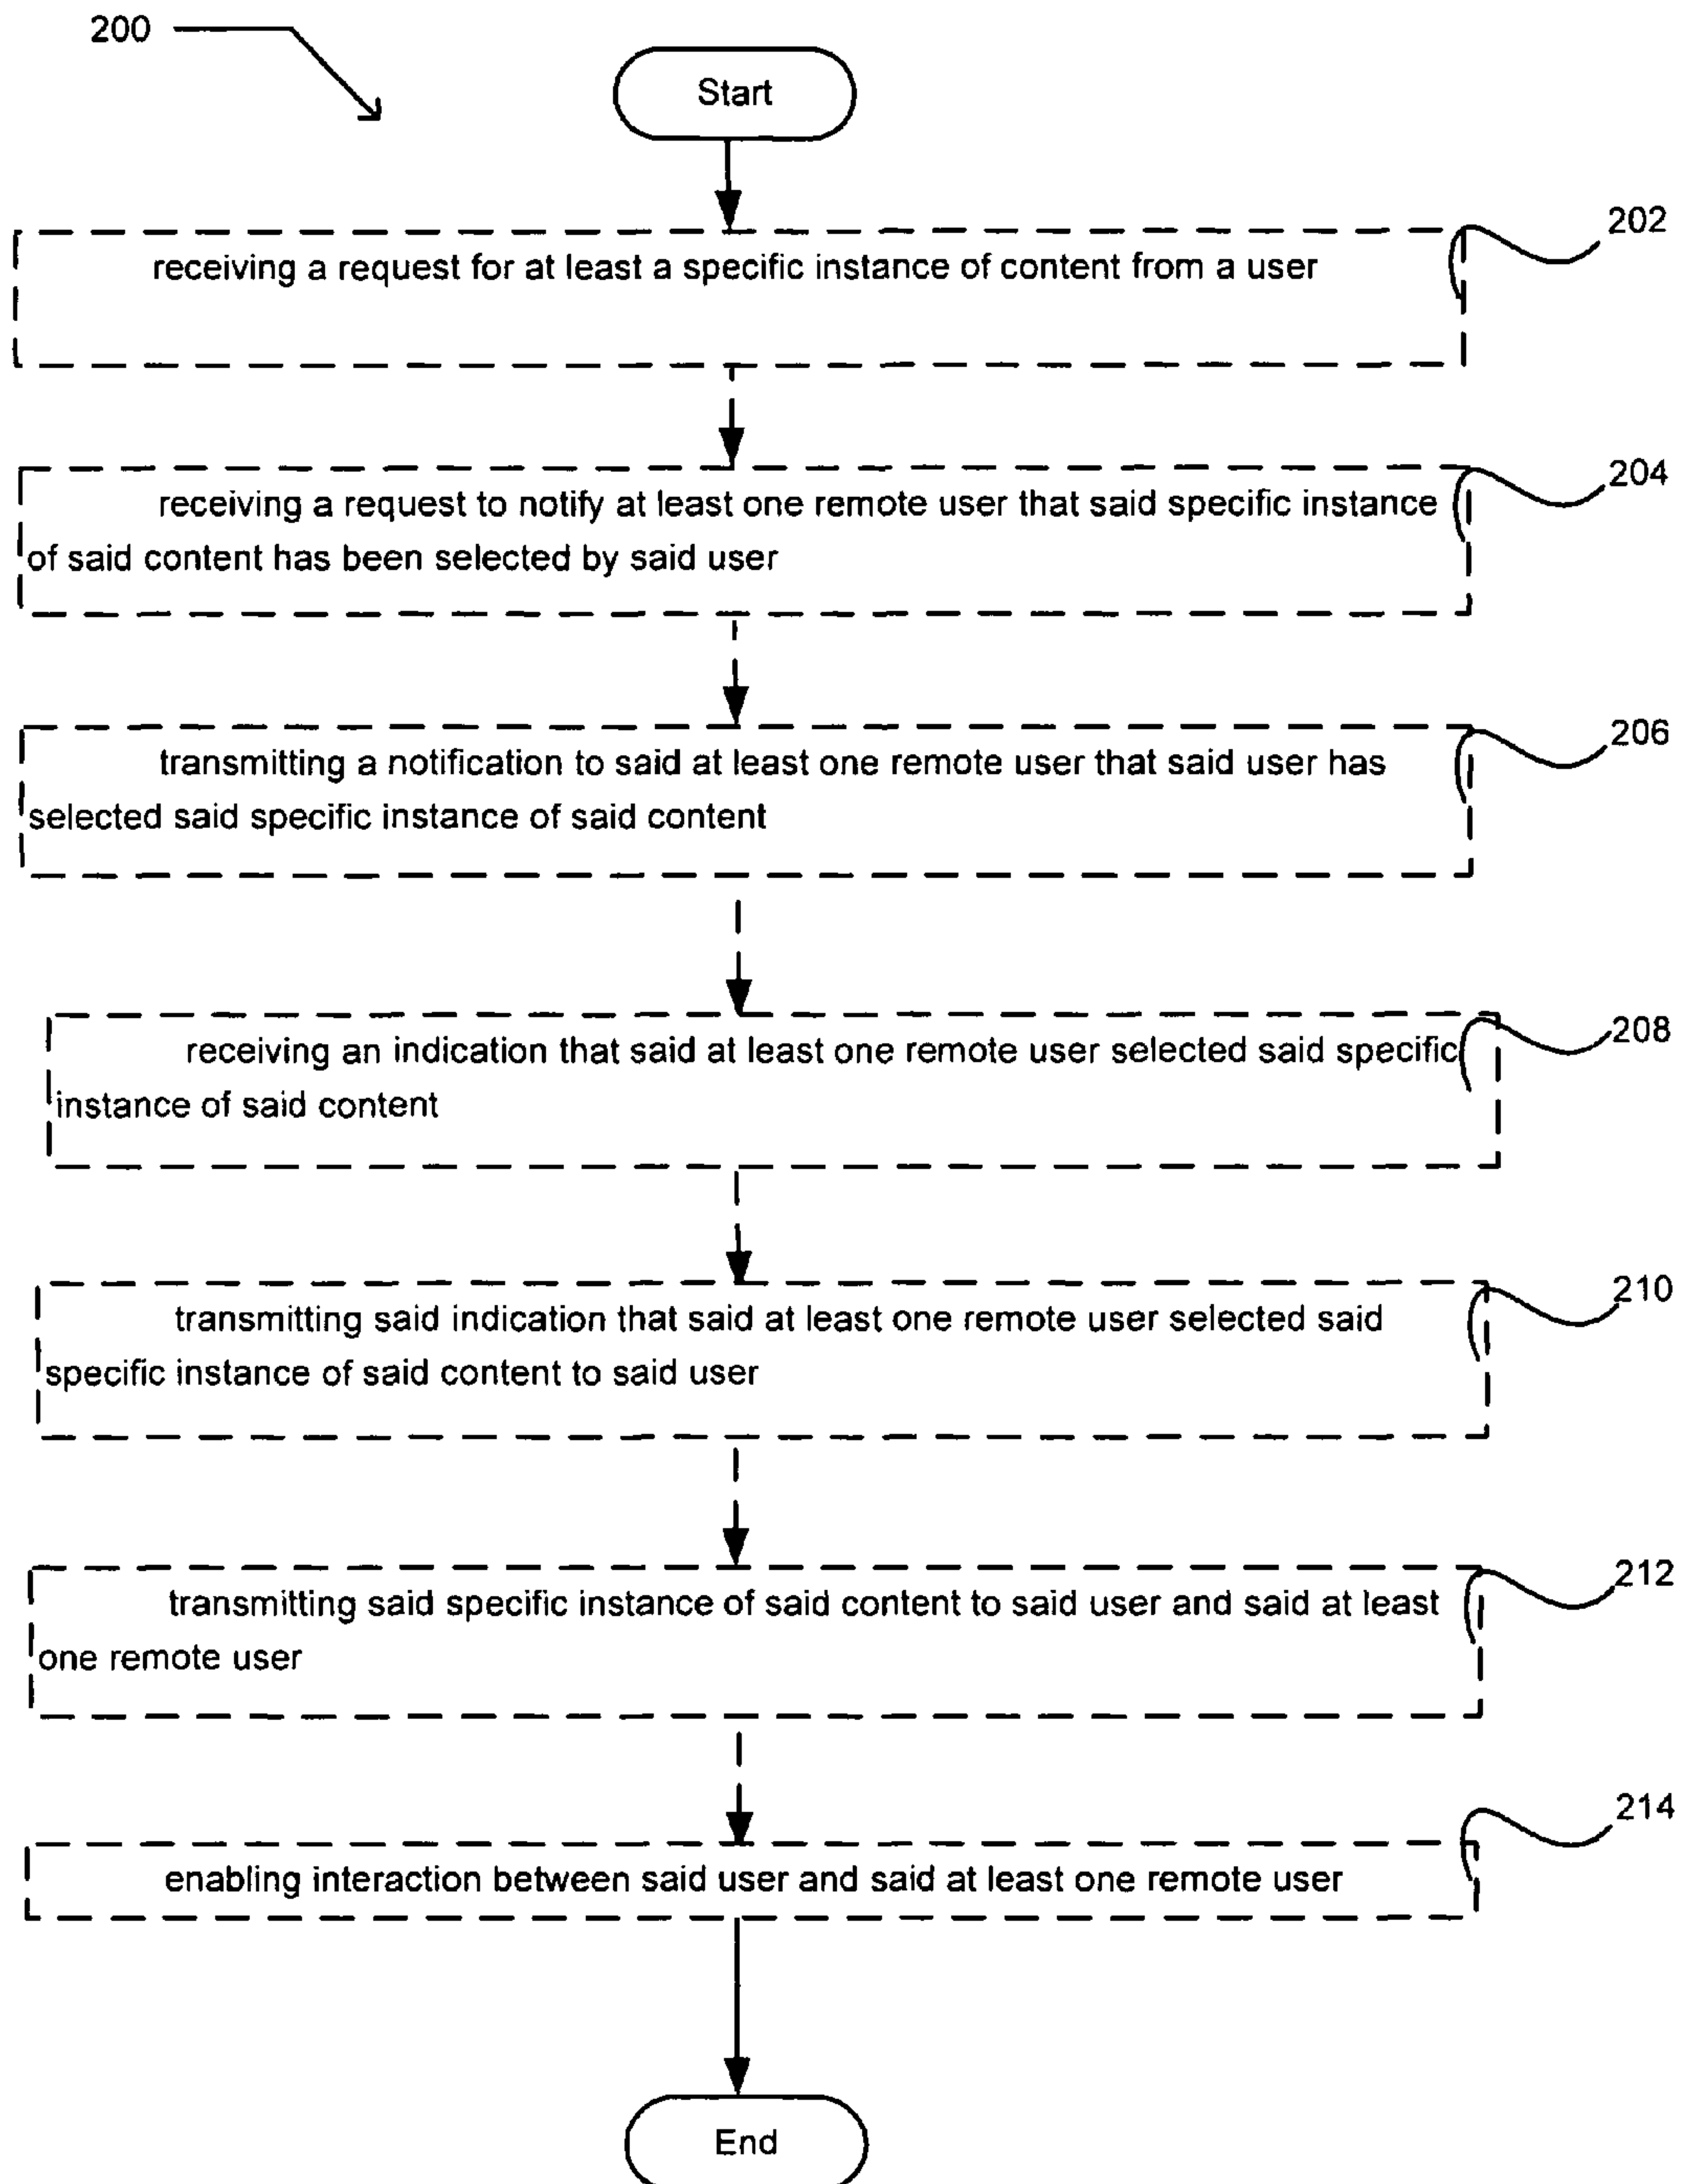 200
Start
202
receiving a request for at least a specific instance of content from a user
204
receiving a request to notify at least one remote user that said specific instance
of said content has been selected by said user
206
transmitting a notification to said at least one remote user that said user has
selected said specific instance of said content
208
receiving an indication that said at least one remote user selected said specific
instance of said content
210
transmitting said indication that said at least one remote user selected said
specific instance of said content to said user
212
transmitting said specific instance of said content to said user and said at least
one remote user
214
enabling interaction between said user and said at least one remote user
End